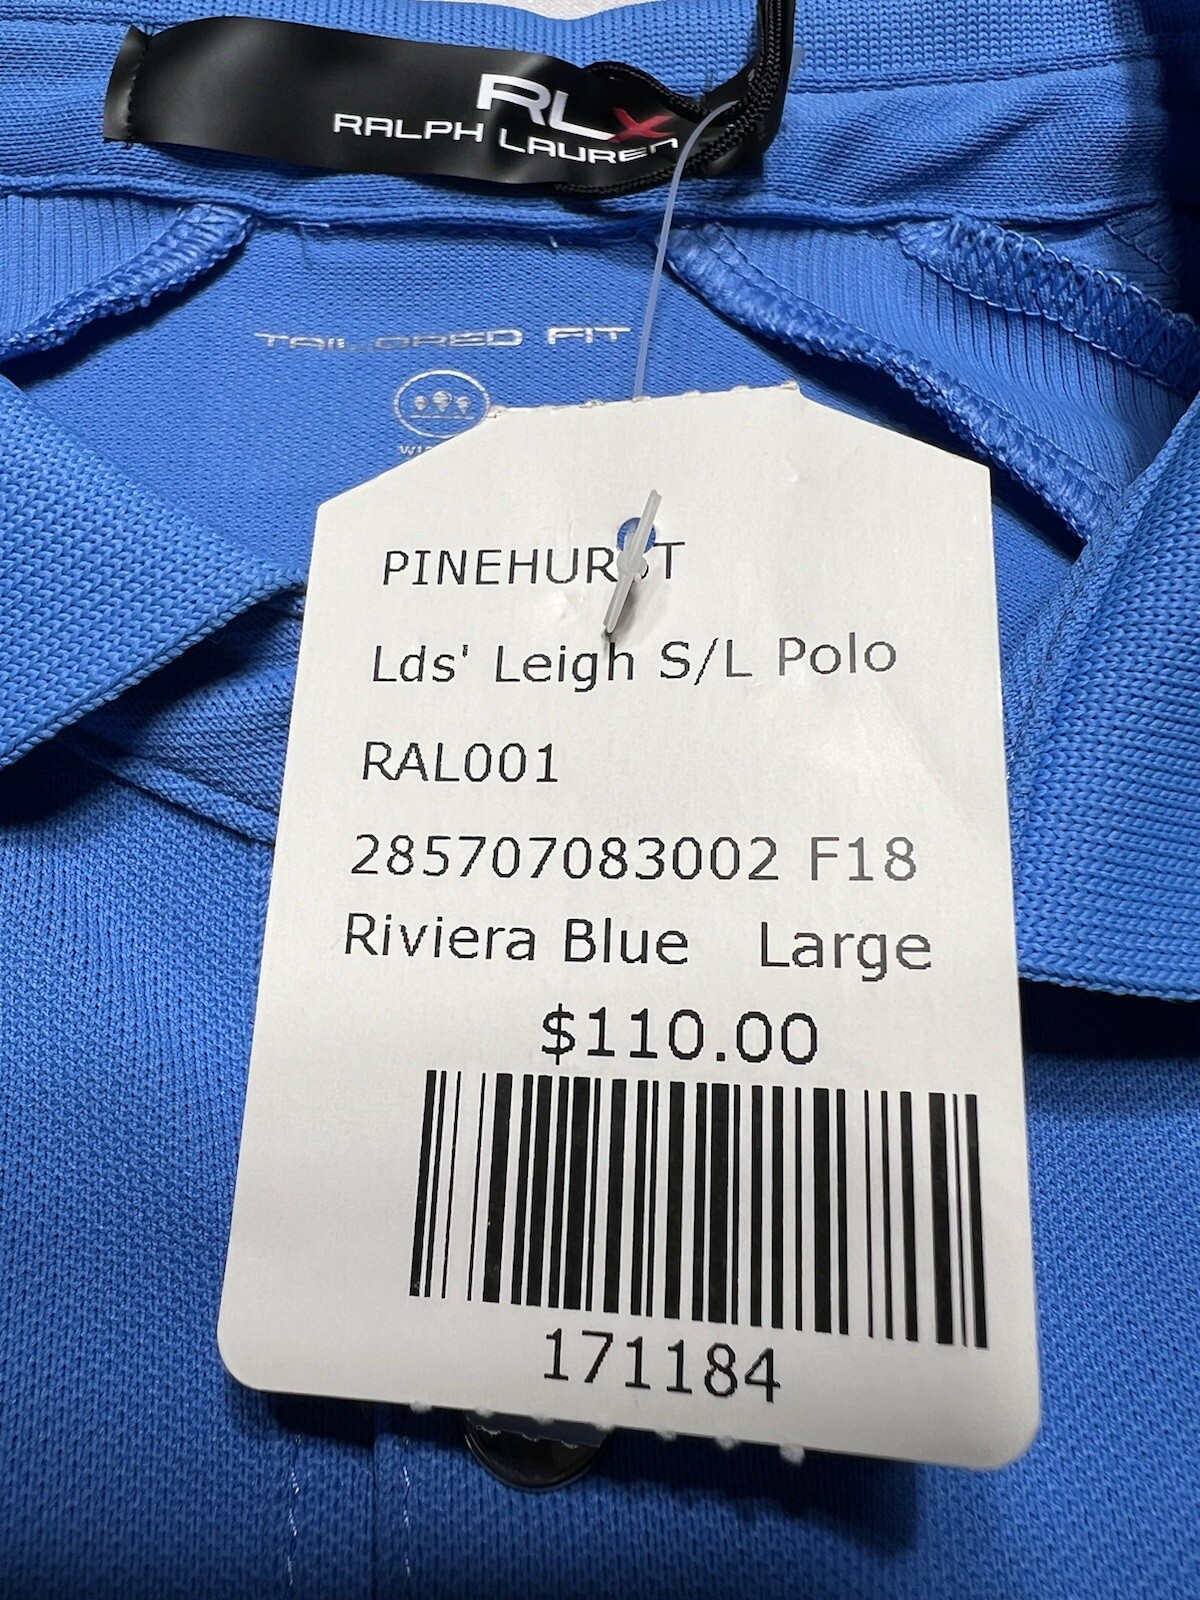 RLX
RALPH LAUREN
TAILORED FIT
PINEHURST
Lds' Leigh S/L Polo
RAL001
285707083002 F18
Riviera Blue Large
$110.00
171184